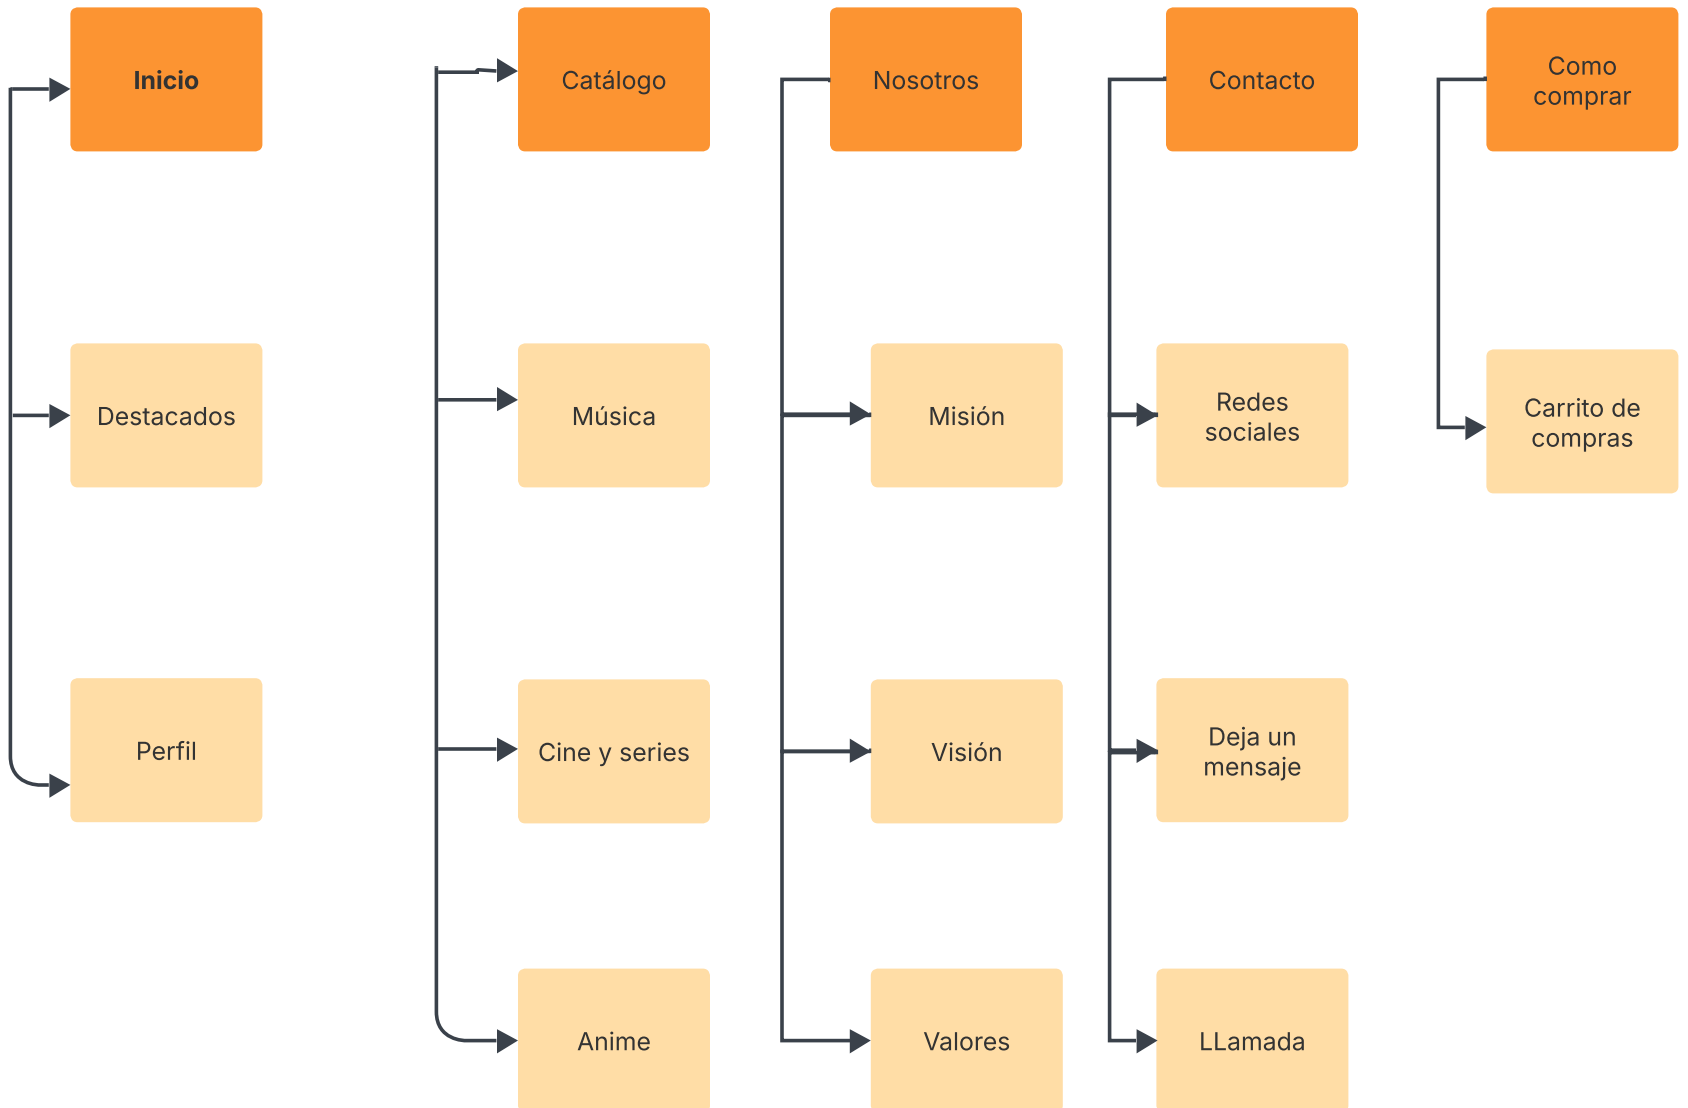 Inicio
Catálogo
Nosotros
Contacto
Como
comprar
Destacados
Música
Misión
Redes
sociales
Carrito de
compras
Perfil
Cine y series
Visión
Deja un
mensaje
Anime
Valores
LLamada